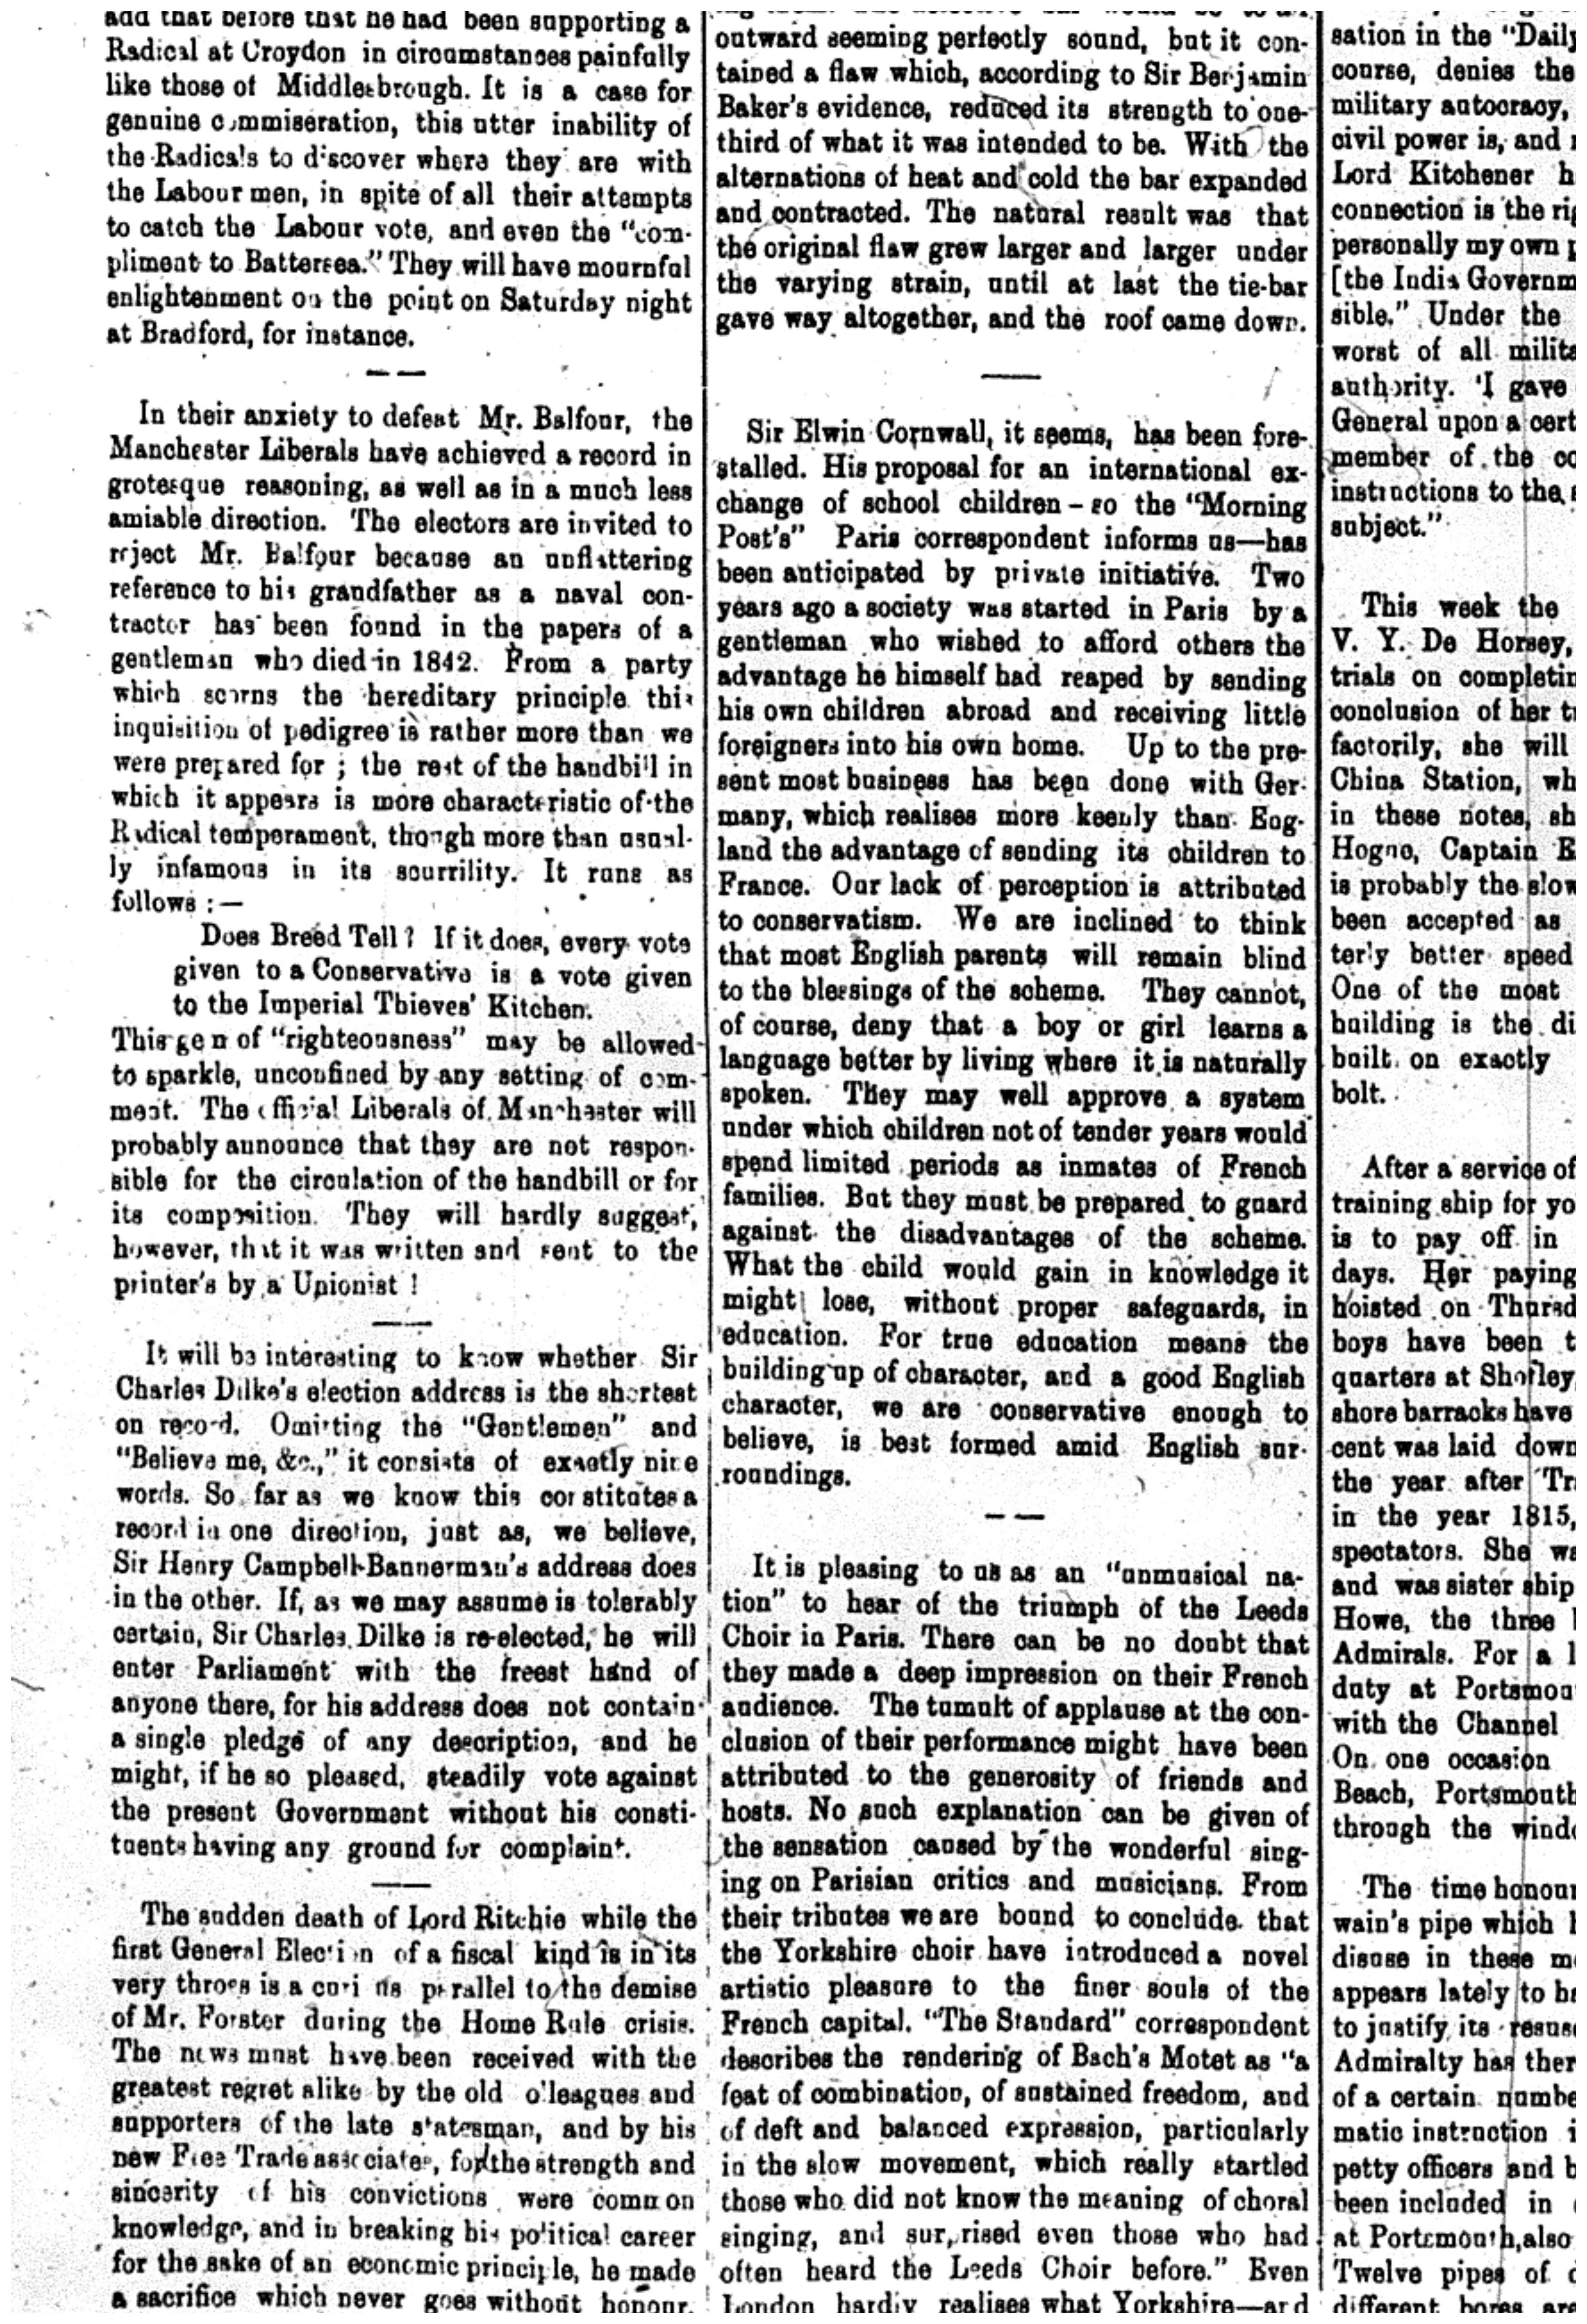 add that before that he had been supporting a
Radical at Croydon in circumstances painfully
like those of Middlesbrough. It is a case for
genuine commiseration, this utter inability of
the Radicals to discover where they are with
the Labour men, in spite of all their attempts
to catch the Labour vote, and even the "com-
pliment to Battersea." They will have mournful
enlightenment on the point on Saturday night
at Bradford, for instance.
In their anxiety to defeat Mr. Balfour, the
Manchester Liberals have achieved a record in
grotesque reasoning, as well as in a much less
amiable direction. The electors are invited to
reject Mr. Balfour because an unflattering
reference to his grandfather as a naval con-
tractor has been found in the papers of a
gentleman who died in 1842. From a party
which scorns the hereditary principle this
inquisition of pedigree is rather more than we
were prepared for ; the rest of the handbill in
which it appears is more characteristic of the
Radical temperament, though more than usual-
ly infamous in its scurrility. It runs as
follows :—
Does Breed Tell? If it does, every vote
given to a Conservative is a vote given
to the Imperial Thieves' Kitchen.
This gem of "righteousness" may be allowed
to sparkle, unconfined by any setting of com-
ment. The official Liberals of Manchester will
probably announce that they are not respon-
sible for the circulation of the handbill or for
its composition. They will hardly suggest,
however, that it was written and sent to the
printer's by a Unionist !
It will be interesting to know whether Sir
Charles Dilke's election address is the shortest
on record. Omitting the "Gentlemen" and
"Believe me, &c.," it consists of exactly nine
words. So far as we know this constitutes a
record in one direction, just as, we believe,
Sir Henry Campbell-Bannerman's address does
in the other. If, as we may assume is tolerably
certain, Sir Charles Dilke is re-elected, he will
enter Parliament with the freest hand of
anyone there, for his address does not contain
a single pledge of any description, and he
might, if he so pleased, steadily vote against
the present Government without his consti-
tuents having any ground for complaint.
The sudden death of Lord Ritchie while the
first General Election of a fiscal kind is in its
very throes is a curious parallel to the demise
of Mr. Forster during the Home Rule crisis.
The news must have been received with the
greatest regret alike by the old colleagues and
supporters of the late statesman, and by his
new Free Trade associates, for the strength and
sincerity of his convictions were common
knowledge, and in breaking his political career
for the sake of an economic principle, he made
a sacrifice which never goes without honour.
outward seeming perfectly sound, but it con-
tained a flaw which, according to Sir Benjamin
Baker's evidence, reduced its strength to one-
third of what it was intended to be. With the
alternations of heat and cold the bar expanded
and contracted. The natural result was that
the original flaw grew larger and larger under
the varying strain, until at last the tie-bar
gave way altogether, and the roof came down.
Sir Elwin Cornwall, it seems, has been fore-
stalled. His proposal for an international ex-
change of school children – so the "Morning
Post's" Paris correspondent informs us—has
been anticipated by private initiative. Two
years ago a society was started in Paris by a
gentleman who wished to afford others the
advantage he himself had reaped by sending
his own children abroad and receiving little
foreigners into his own home. Up to the pre-
sent most business has been done with Ger-
many, which realises more keenly than Eng-
land the advantage of sending its children to
France. Our lack of perception is attributed
to conservatism. We are inclined to think
that most English parents will remain blind
to the blessings of the scheme. They cannot,
of course, deny that a boy or girl learns a
language better by living where it is naturally
spoken. They may well approve a system
under which children not of tender years would
spend limited periods as inmates of French
families. But they must be prepared to guard
against the disadvantages of the scheme.
What the child would gain in knowledge it
might lose, without proper safeguards, in
education. For true education means the
building up of character, and a good English
character, we are conservative enough to
believe, is best formed amid English sur-
roundings.
It is pleasing to us as an "unmusical na-
tion" to hear of the triumph of the Leeds
Choir in Paris. There can be no doubt that
they made a deep impression on their French
audience. The tumult of applause at the con-
clusion of their performance might have been
attributed to the generosity of friends and
hosts. No such explanation can be given of
the sensation caused by the wonderful sing-
ing on Parisian critics and musicians. From
their tributes we are bound to conclude that
the Yorkshire choir have introduced a novel
artistic pleasure to the finer souls of the
French capital. "The Standard" correspondent
describes the rendering of Bach's Motet as "a
feat of combination, of sustained freedom, and
of deft and balanced expression, particularly
in the slow movement, which really startled
those who did not know the meaning of choral
singing, and surprised even those who had
often heard the Leeds Choir before." Even
London hardly realises what Yorkshire—and
sation in the "Daily
course, denies the
military autocracy,
civil power is, and
Lord Kitchener
connection is the
personally my own
[the India
sible." Under the
worst of all
authority. 'I gave
General upon a
member of the
instructions to the
subject."
This week the
V. Y. De Horsey,
trials on
conclusion of her
factorily, she will
China Station,
in these notes,
Hogue, Captain
is probably the
been accepted as
terly better speed
One of the most
building is the
built on exactly
bolt.
After a service of
training ship for
is to pay off in
days. Her paying
hoisted on
boys have been
quarters at Shotley,
shore barracks have
cent was laid down
the year after
in the year 1815,
spectators. She
and was sister ship
Howe, the three
Admirals. For a
duty at
with the Channel
On one occasion
Beach, Portsmouth
through the
The time
wain's pipe which
disuse in these
appears lately to
to justify its
Admiralty has
of a certain
matic instruction
petty officers and
been included in
at Portsmouth, also
Twelve pipes of
different bores are